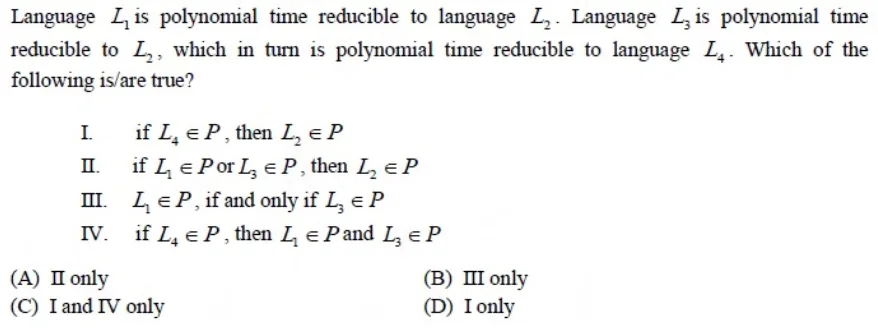 Language L₁ is polynomial time reducible to language L₂. Language L₃ is polynomial time
reducible to L₂, which in turn is polynomial time reducible to language L₄. Which of the
following is/are true?
I. if L₄ ∈ P, then L₂ ∈ P
II. if L₁ ∈ P or L₃ ∈ P, then L₂ ∈ P
III. L₁ ∈ P, if and only if L₃ ∈ P
IV. if L₄ ∈ P, then L₁ ∈ P and L₃ ∈ P
(A) II only (B) III only
(C) I and IV only (D) I only